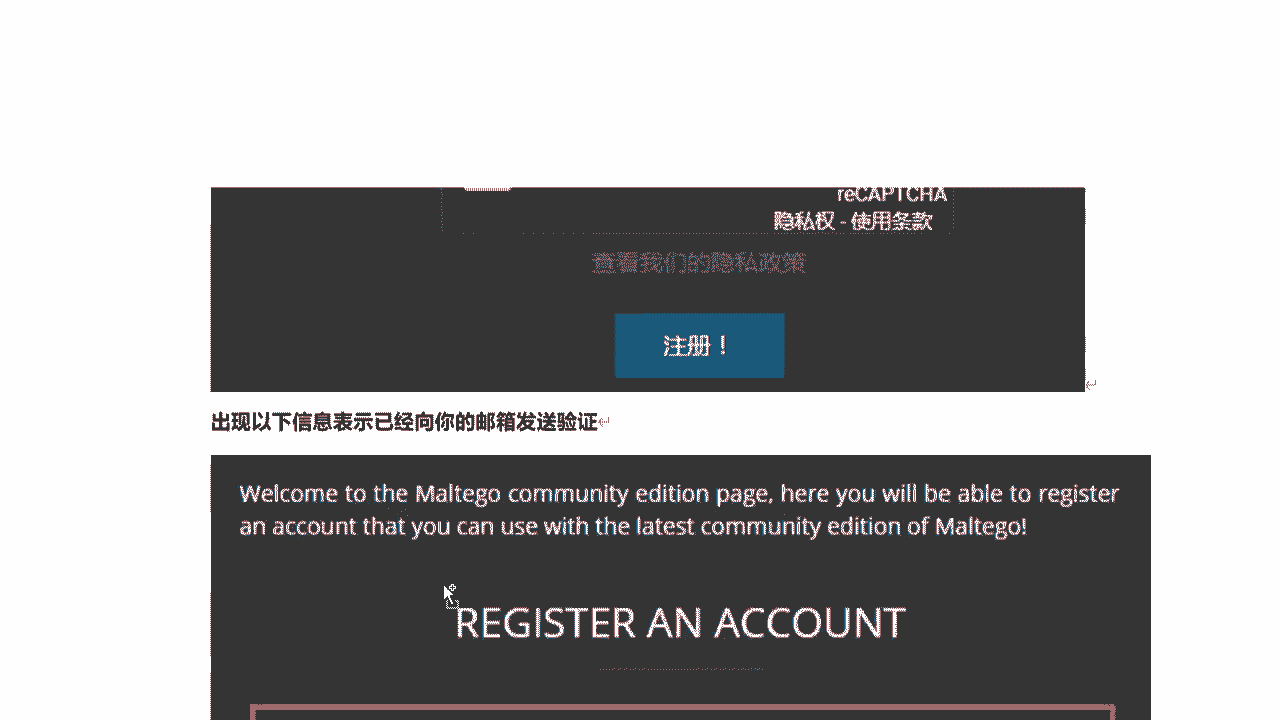 reCAPTCHA
隐私权 - 使用条款
查看我们的隐私政策
注册！
出现以下信息表示已经向你的邮箱发送验证
Welcome to the Maltego community edition page, here you will be able to register
an account that you can use with the latest community edition of Maltego!
REGISTER AN ACCOUNT